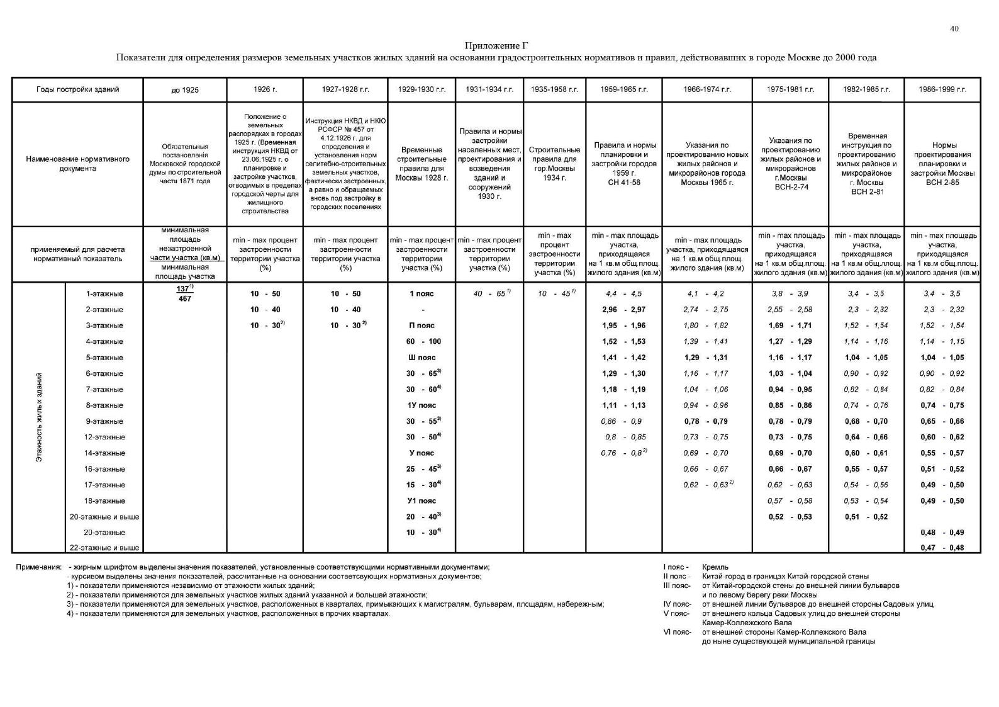 40
Приложение Г
Показатели для определения размеров земельных участков жилых зданий на основании градостроительных нормативов и правил, действовавших в городе Москве до 2000 года
Годы постройки зданий
до 1925
1926 г.
1927-1928 г.г.
1929-1930 г.г.
1931-1934 г.г.
1935-1958 г.г.
1959-1965 г.г.
1966-1974 г.г.
1975-1981 г.г.
1982-1985 г.г.
1986-1999 г.г.
Наименование нормативного
документа
Обязательныя
постановленія
Московской городской
думы по строительной
части 1871 года
Положение о
земельных
распорядках в городах
1925 г. (Временная
инструкция НКВД от
23.06.1925 г. о
планировке и
застройке участков,
отводимых в пределах
городской черты для
жилищного
строительства
Инструкция НКВД и НКЮ
РСФСР № 457 от
4.12.1926 г. для
определения и
установления норм
селитебно-строительных
земельных участков,
фактически застроенных,
а равно и обращаемых
вновь под застройку в
городских поселениях
Временные
строительные
правила для
Москвы 1928 г.
Правила и нормы
застройки
населенных мест,
проектирования и
возведения
зданий и
сооружений
1930 г.
Строительные
правила для
гор.Москвы
1934 г.
Правила и нормы
планировки и
застройки городов
1959 г.
СН 41-58
Указания по
проектированию новых
жилых районов и
микрорайонов города
Москвы 1965 г.
Указания по
проектированию
жилых районов и
микрорайонов
г.Москвы
ВСН-2-74
Временная
инструкция по
проектированию
жилых районов и
микрорайонов
г. Москвы
ВСН 2-81
Нормы
проектирования
планировки и
застройки Москвы
ВСН 2-85
применяемый для расчета
нормативный показатель
минимальная
площадь
незастроенной
части участка (кв.м)
минимальная
площадь участка
min - max процент
застроенности
территории участка
(%)
min - max процент
застроенности
территории участка
(%)
min - max процент
застроенности
территории
участка (%)
min - max процент
застроенности
территории
участка (%)
min - max
процент
застроенности
территории
участка (%)
min - max площадь
участка,
приходящаяся
на 1 кв.м общ.площ.
жилого здания (кв.м)
min - max площадь
участка, приходящаяся
на 1 кв.м общ.площ.
жилого здания (кв.м)
min - max площадь
участка,
приходящаяся
на 1 кв.м общ.площ.
жилого здания (кв.м)
min - max площадь
участка,
приходящаяся
на 1 кв.м общ.площ.
жилого здания (кв.м)
min - max площадь
участка,
приходящаяся
на 1 кв.м общ.площ.
жилого здания (кв.м)
Этажность жилых зданий
1-этажные 137 1) 467 10 - 50 10 - 50 1 пояс 40 - 65 1) 10 - 45 1) 4,4 - 4,5 4,1 - 4,2 3,8 - 3,9 3,4 - 3,5 3,4 - 3,5
2-этажные 10 - 40 10 - 40 - 2,96 - 2,97 2,74 - 2,75 2,55 - 2,58 2,3 - 2,32 2,3 - 2,32
3-этажные 10 - 30 2) 10 - 30 2) П пояс 1,95 - 1,96 1,80 - 1,82 1,69 - 1,71 1,52 - 1,54 1,52 - 1,54
4-этажные 60 - 100 1,52 - 1,53 1,39 - 1,41 1,27 - 1,29 1,14 - 1,16 1,14 - 1,15
5-этажные Ш пояс 1,41 - 1,42 1,29 - 1,31 1,16 - 1,17 1,04 - 1,05 1,04 - 1,05
6-этажные 30 - 65 3) 1,29 - 1,30 1,16 - 1,17 1,03 - 1,04 0,90 - 0,92 0,90 - 0,92
7-этажные 30 - 60 4) 1,18 - 1,19 1,04 - 1,06 0,94 - 0,95 0,82 - 0,84 0,82 - 0,84
8-этажные 1У пояс 1,11 - 1,13 0,94 - 0,96 0,85 - 0,86 0,74 - 0,76 0,74 - 0,75
9-этажные 30 - 55 3) 0,86 - 0,9 0,78 - 0,79 0,78 - 0,79 0,68 - 0,70 0,65 - 0,66
12-этажные 30 - 50 4) 0,8 - 0,85 0,73 - 0,75 0,73 - 0,75 0,64 - 0,66 0,60 - 0,62
14-этажные У пояс 0,76 - 0,8 2) 0,69 - 0,70 0,69 - 0,70 0,60 - 0,61 0,55 - 0,57
16-этажные 25 - 45 3) 0,66 - 0,67 0,66 - 0,67 0,55 - 0,57 0,51 - 0,52
17-этажные 15 - 30 4) 0,62 - 0,63 2) 0,62 - 0,63 0,54 - 0,56 0,49 - 0,50
18-этажные У1 пояс 0,57 - 0,58 0,53 - 0,54 0,49 - 0,50
20-этажные и выше 20 - 40 3) 0,52 - 0,53 0,51 - 0,52
20-этажные 10 - 30 4) 0,48 - 0,49
22-этажные и выше 0,47 - 0,48
Примечания: - жирным шрифтом выделены значения показателей, установленные соответствующими нормативными документами;
- курсивом выделены значения показателей, рассчитанные на основании соответсвующих нормативных документов;
1) - показатели применяются независимо от этажности жилых зданий;
2) - показатели применяются для земельных участков жилых зданий указанной и большей этажности;
3) - показатели применяются для земельных участков, расположенных в кварталах, примыкающих к магистралям, бульварам, площадям, набережным;
4) - показатели применяются для земельных участков, расположенных в прочих кварталах.
I пояс - Кремль
II пояс - Китай-город в границах Китай-городской стены
III пояс- от Китай-городской стены до внешней линии бульваров
и по левому берегу реки Москвы
IV пояс- от внешней линии бульваров до внешней стороны Садовых улиц
V пояс- от внешнего кольца Садовых улиц до внешней стороны
Камер-Коллежского Вала
VI пояс- от внешней стороны Камер-Коллежского Вала
до ныне существующей муниципальной границы